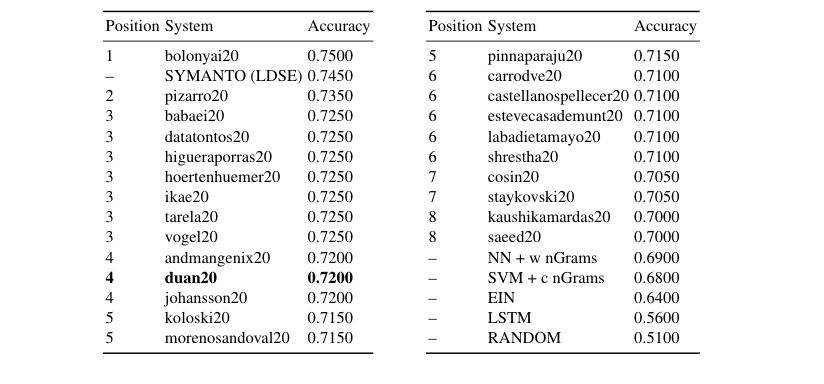 Position System Accuracy
1 bolonyai20 0.7500
– SYMANTO (LDSE) 0.7450
2 pizarro20 0.7350
3 babaei20 0.7250
3 datatontos20 0.7250
3 higueraporras20 0.7250
3 hoertenhuemer20 0.7250
3 ikae20 0.7250
3 tarela20 0.7250
3 vogel20 0.7250
4 andmangenix20 0.7200
4 duan20 0.7200
4 johansson20 0.7200
5 koloski20 0.7150
5 morenosandoval20 0.7150
Position System Accuracy
5 pinnaparaju20 0.7150
6 carrodve20 0.7100
6 castellanospellecer20 0.7100
6 estevecasademunt20 0.7100
6 labadietamayo20 0.7100
6 shrestha20 0.7100
7 cosin20 0.7050
7 staykovski20 0.7050
8 kaushikamardas20 0.7000
8 saeed20 0.7000
– NN + w nGrams 0.6900
– SVM + c nGrams 0.6800
– EIN 0.6400
– LSTM 0.5600
– RANDOM 0.5100